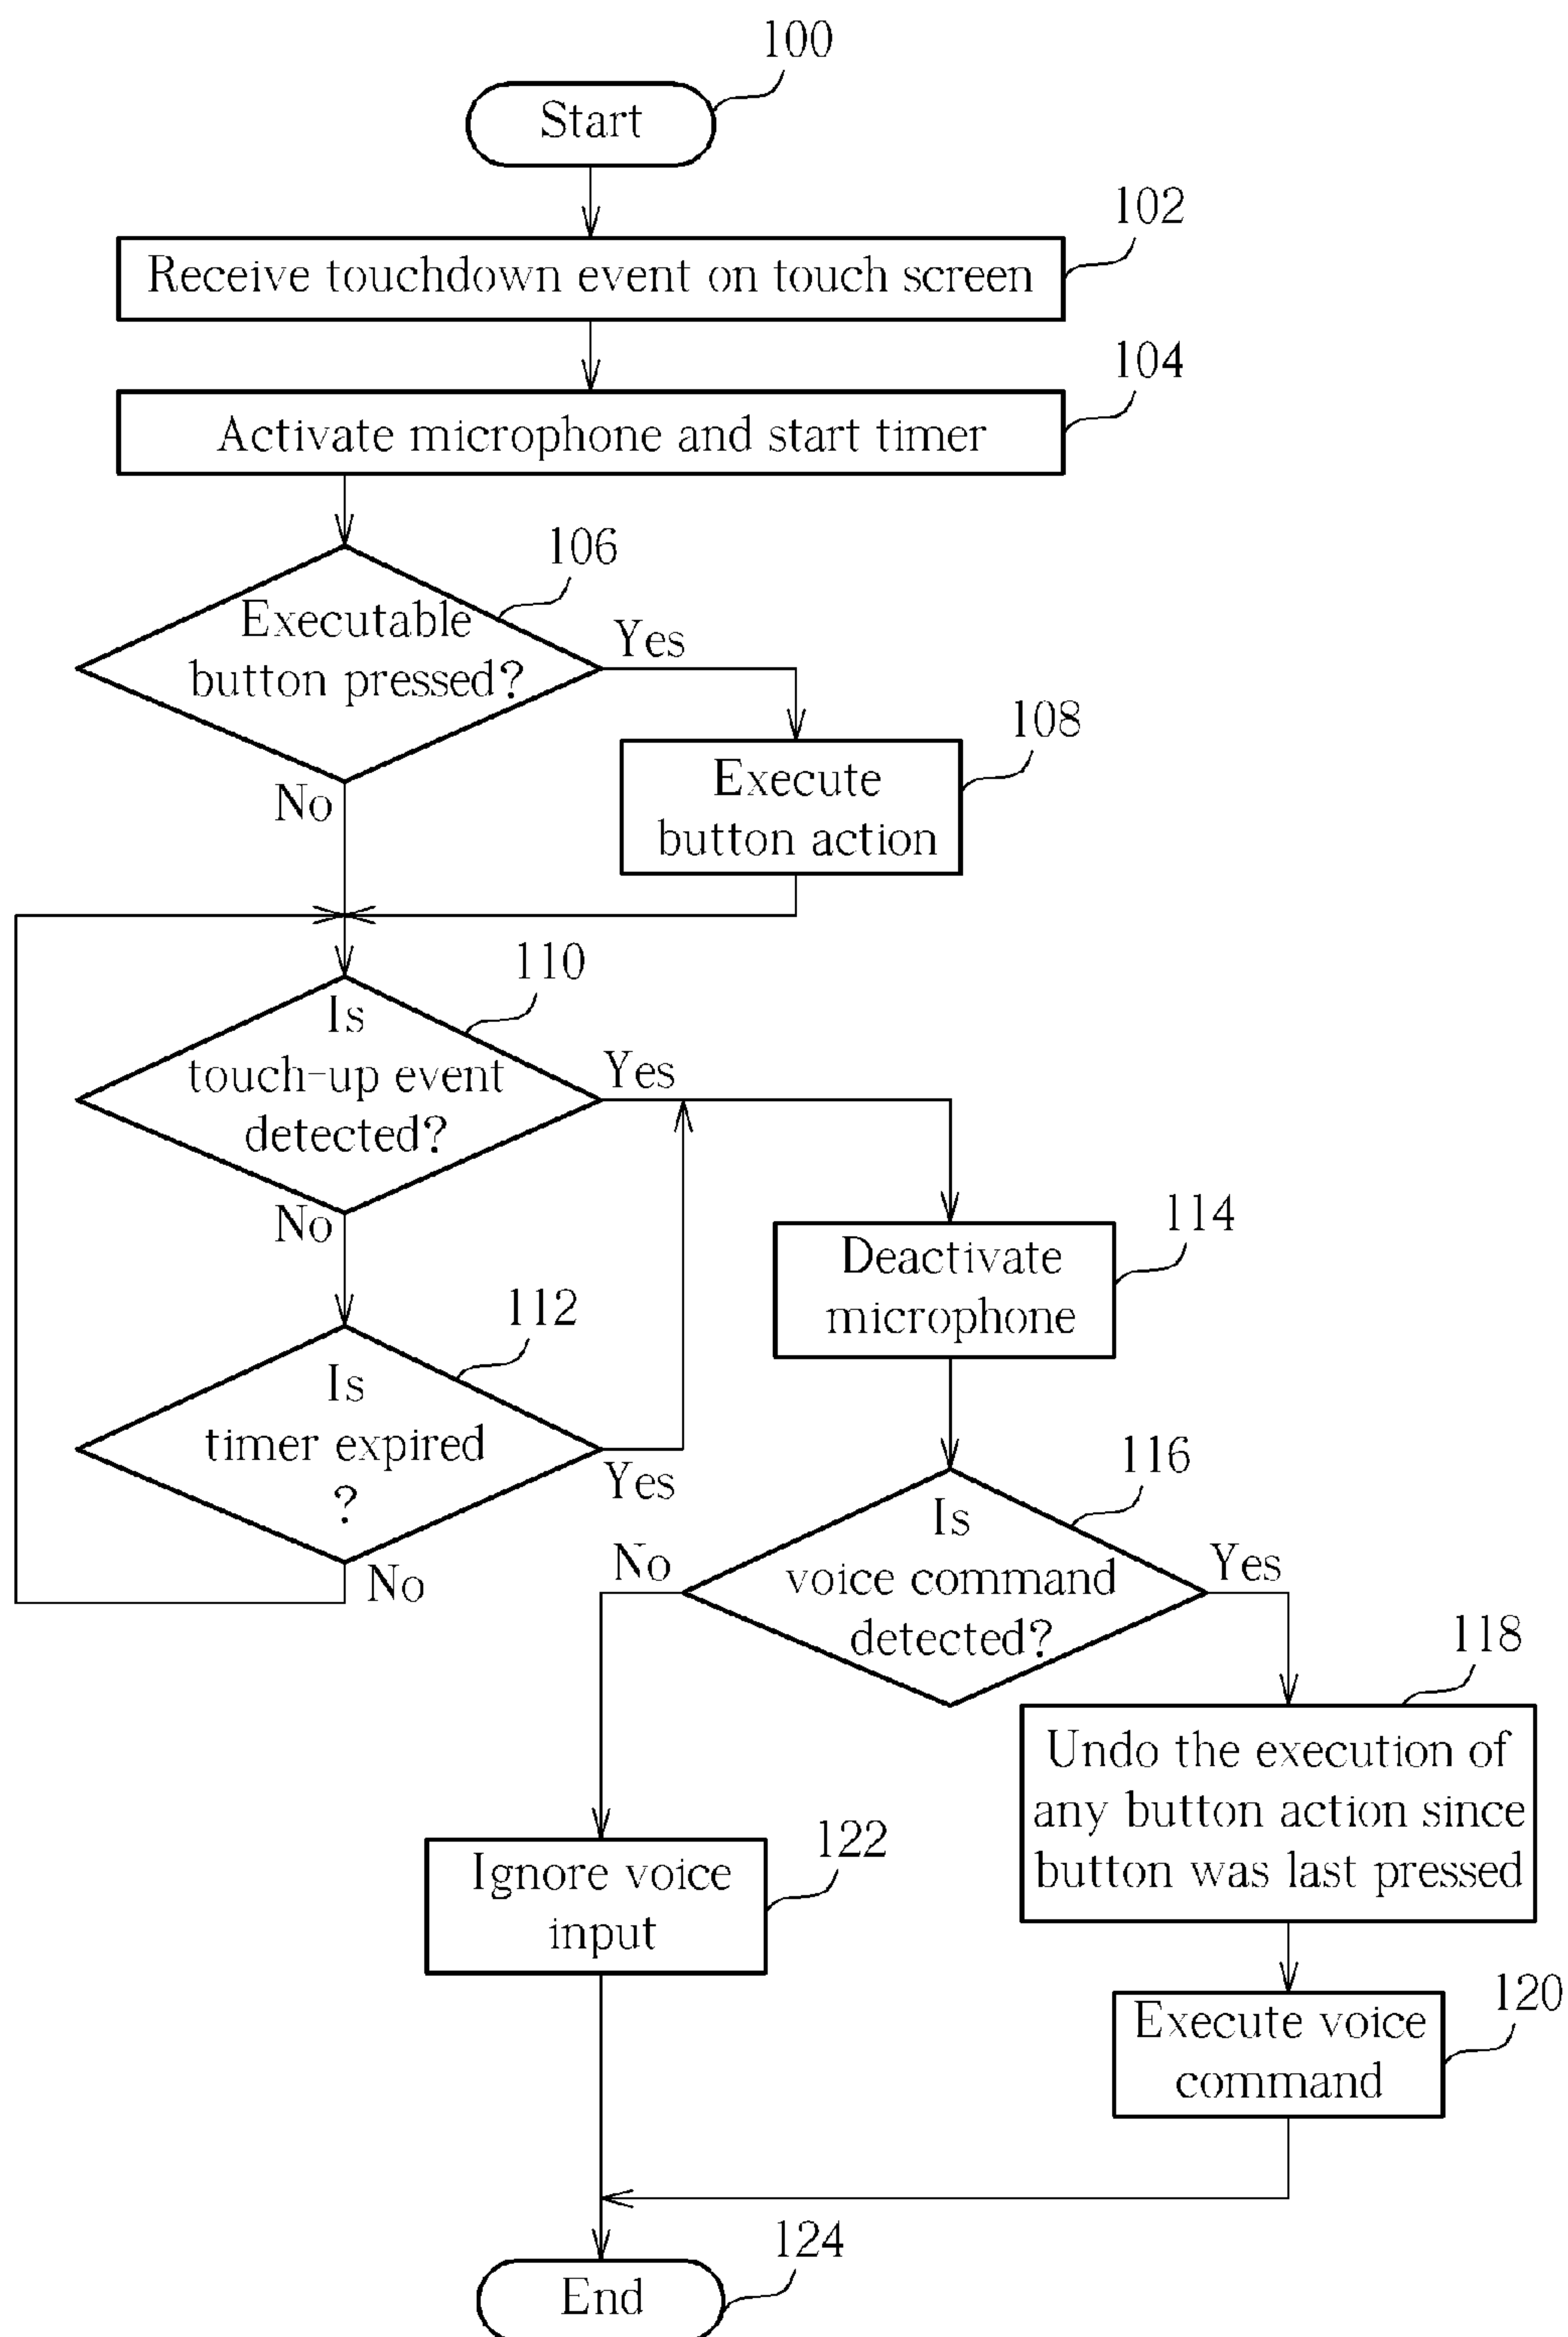 100
Start
102
Receive touchdown event on touch screen
104
Activate microphone and start timer
106
Executable
button pressed?
Yes
No
108
Execute
button action
110
Is
touch-up event
detected?
Yes
No
112
Is
timer expired
?
Yes
No
114
Deactivate
microphone
116
Is
voice command
detected?
No
Yes
118
Undo the execution of
any button action since
button was last pressed
122
Ignore voice
input
120
Execute voice
command
124
End